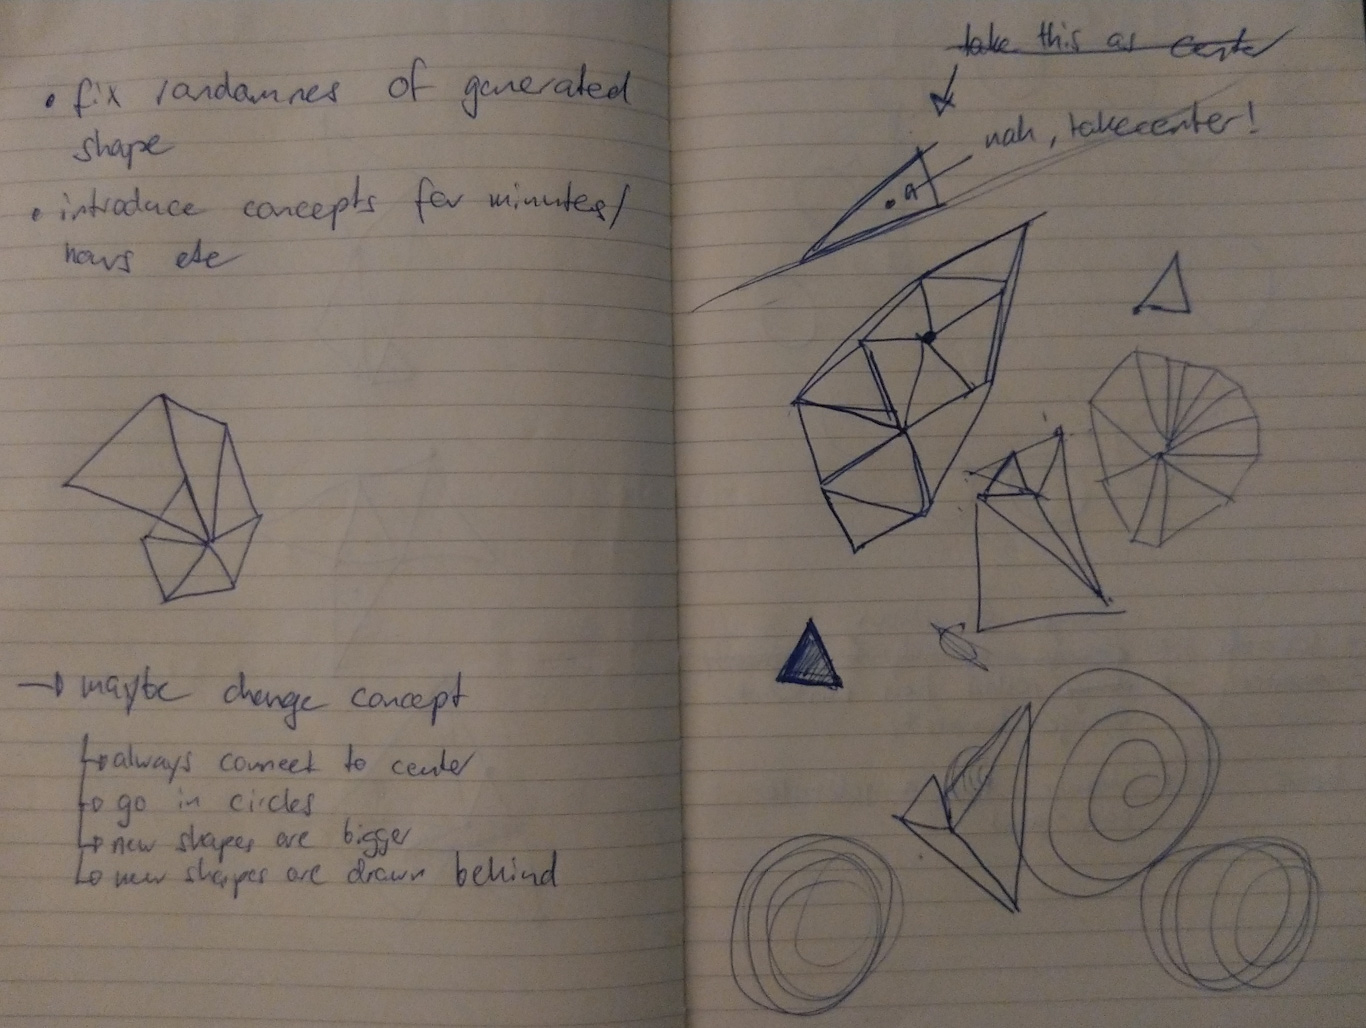 • fix randamnes of generated
shape
• introduce concepts for minutes/
hours etc
→ maybe change concept
→ always connect to center
→ go in circles
→ new shapes are bigger
→ new shapes are drawn behind
take this as center
nah, take center!